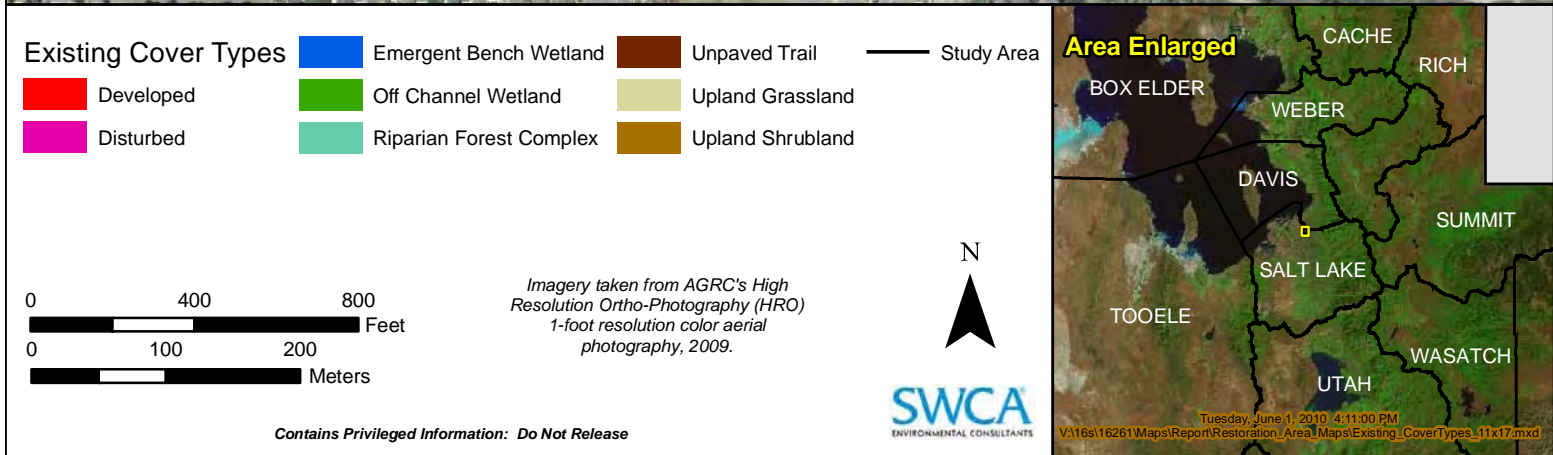 Existing Cover Types
Developed
Disturbed
Emergent Bench Wetland
Off Channel Wetland
Riparian Forest Complex
Unpaved Trail
Upland Grassland
Upland Shrubland
Study Area
0 400 800
Feet
0 100 200
Meters
Imagery taken from AGRC's High
Resolution Ortho-Photography (HRO)
1-foot resolution color aerial
photography, 2009.
N
SWCA
ENVIRONMENTAL CONSULTANTS
Contains Privileged Information: Do Not Release
Area Enlarged
CACHE
RICH
BOX ELDER
WEBER
DAVIS
SUMMIT
SALT LAKE
TOOELE
WASATCH
UTAH
Tuesday, June 1, 2010 4:11:00 PM
V:\16s\16261\Maps\Report\Restoration_Area_Maps\Existing_CoverTypes_11x17.mxd